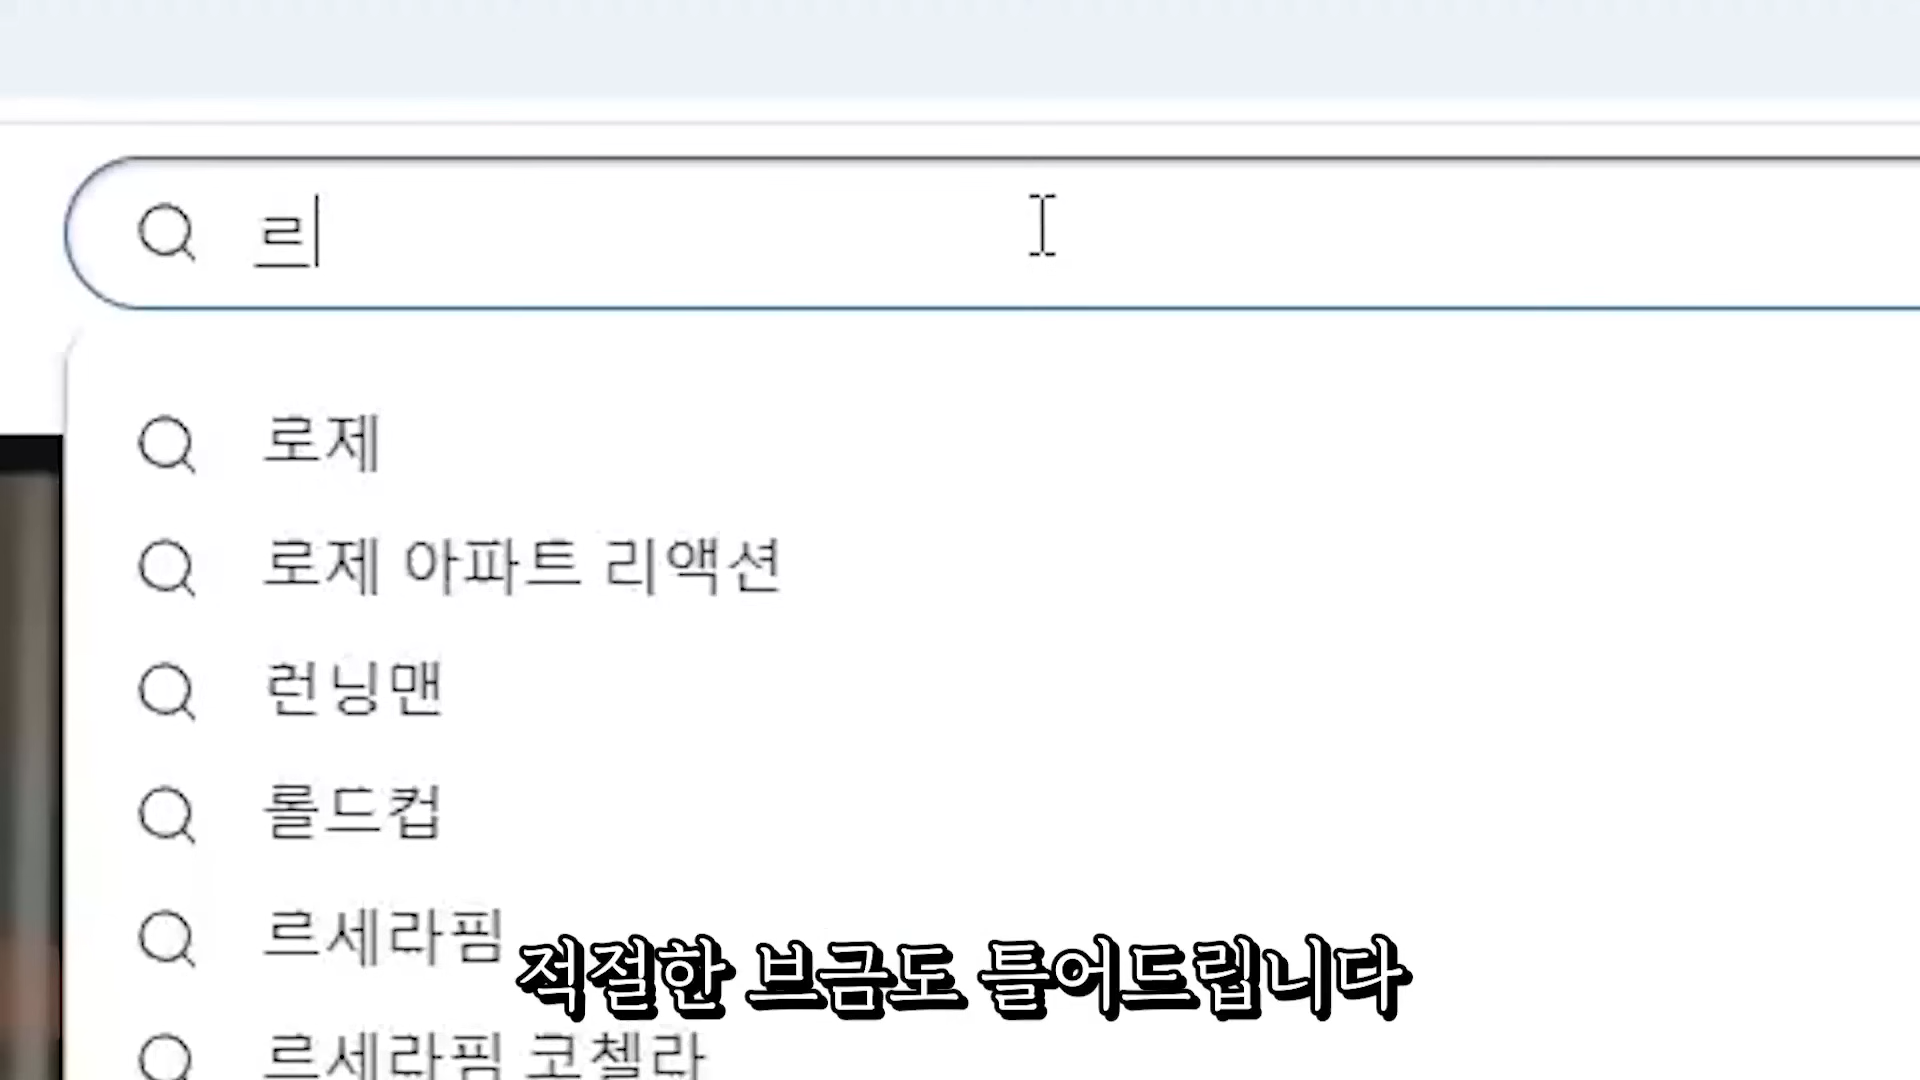 르
로제
로제 아파트 리액션
런닝맨
롤드컵
르세라핌
적절한 브금도 틀어드립니다
르세라핌 코첼라